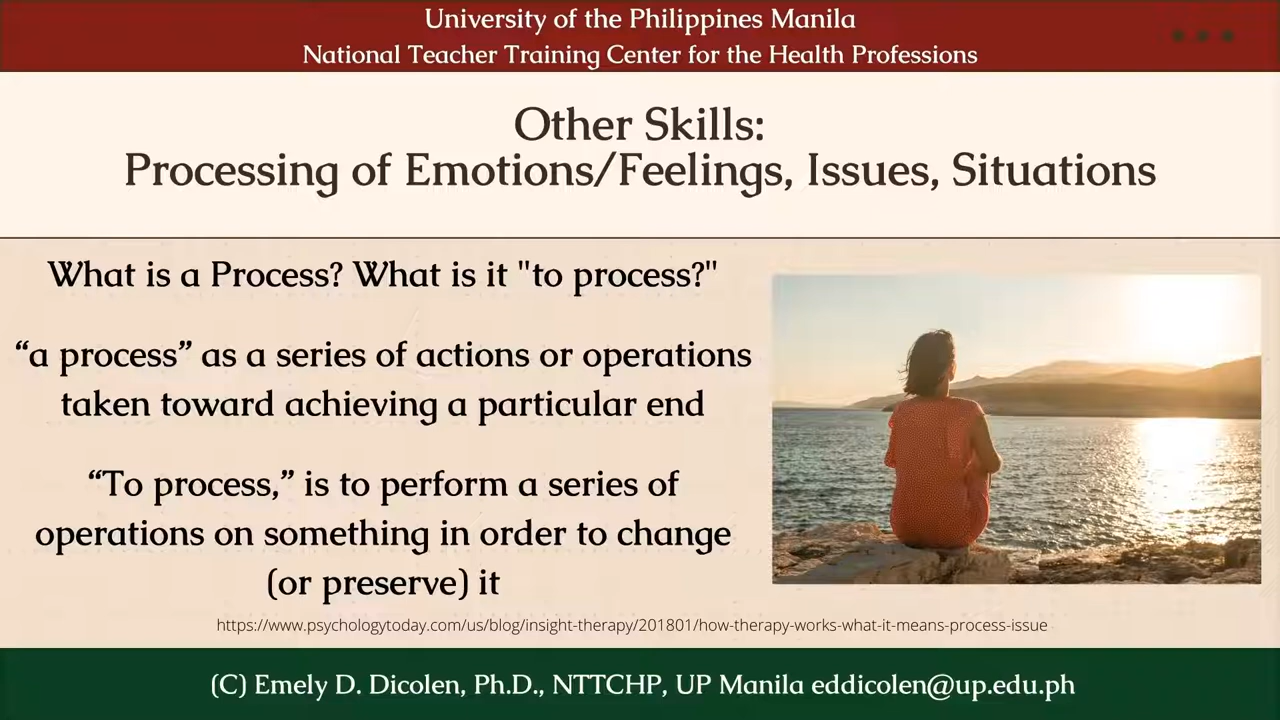 University of the Philippines Manila
National Teacher Training Center for the Health Professions
Other Skills:
Processing of Emotions/Feelings, Issues, Situations
What is a Process? What is it "to process?"
“a process” as a series of actions or operations
taken toward achieving a particular end
“To process,” is to perform a series of
operations on something in order to change
(or preserve) it
https://www.psychologytoday.com/us/blog/insight-therapy/201801/how-therapy-works-what-it-means-process-issue
(C) Emely D. Dicolen, Ph.D., NTTCHP, UP Manila eddicolen@up.edu.ph